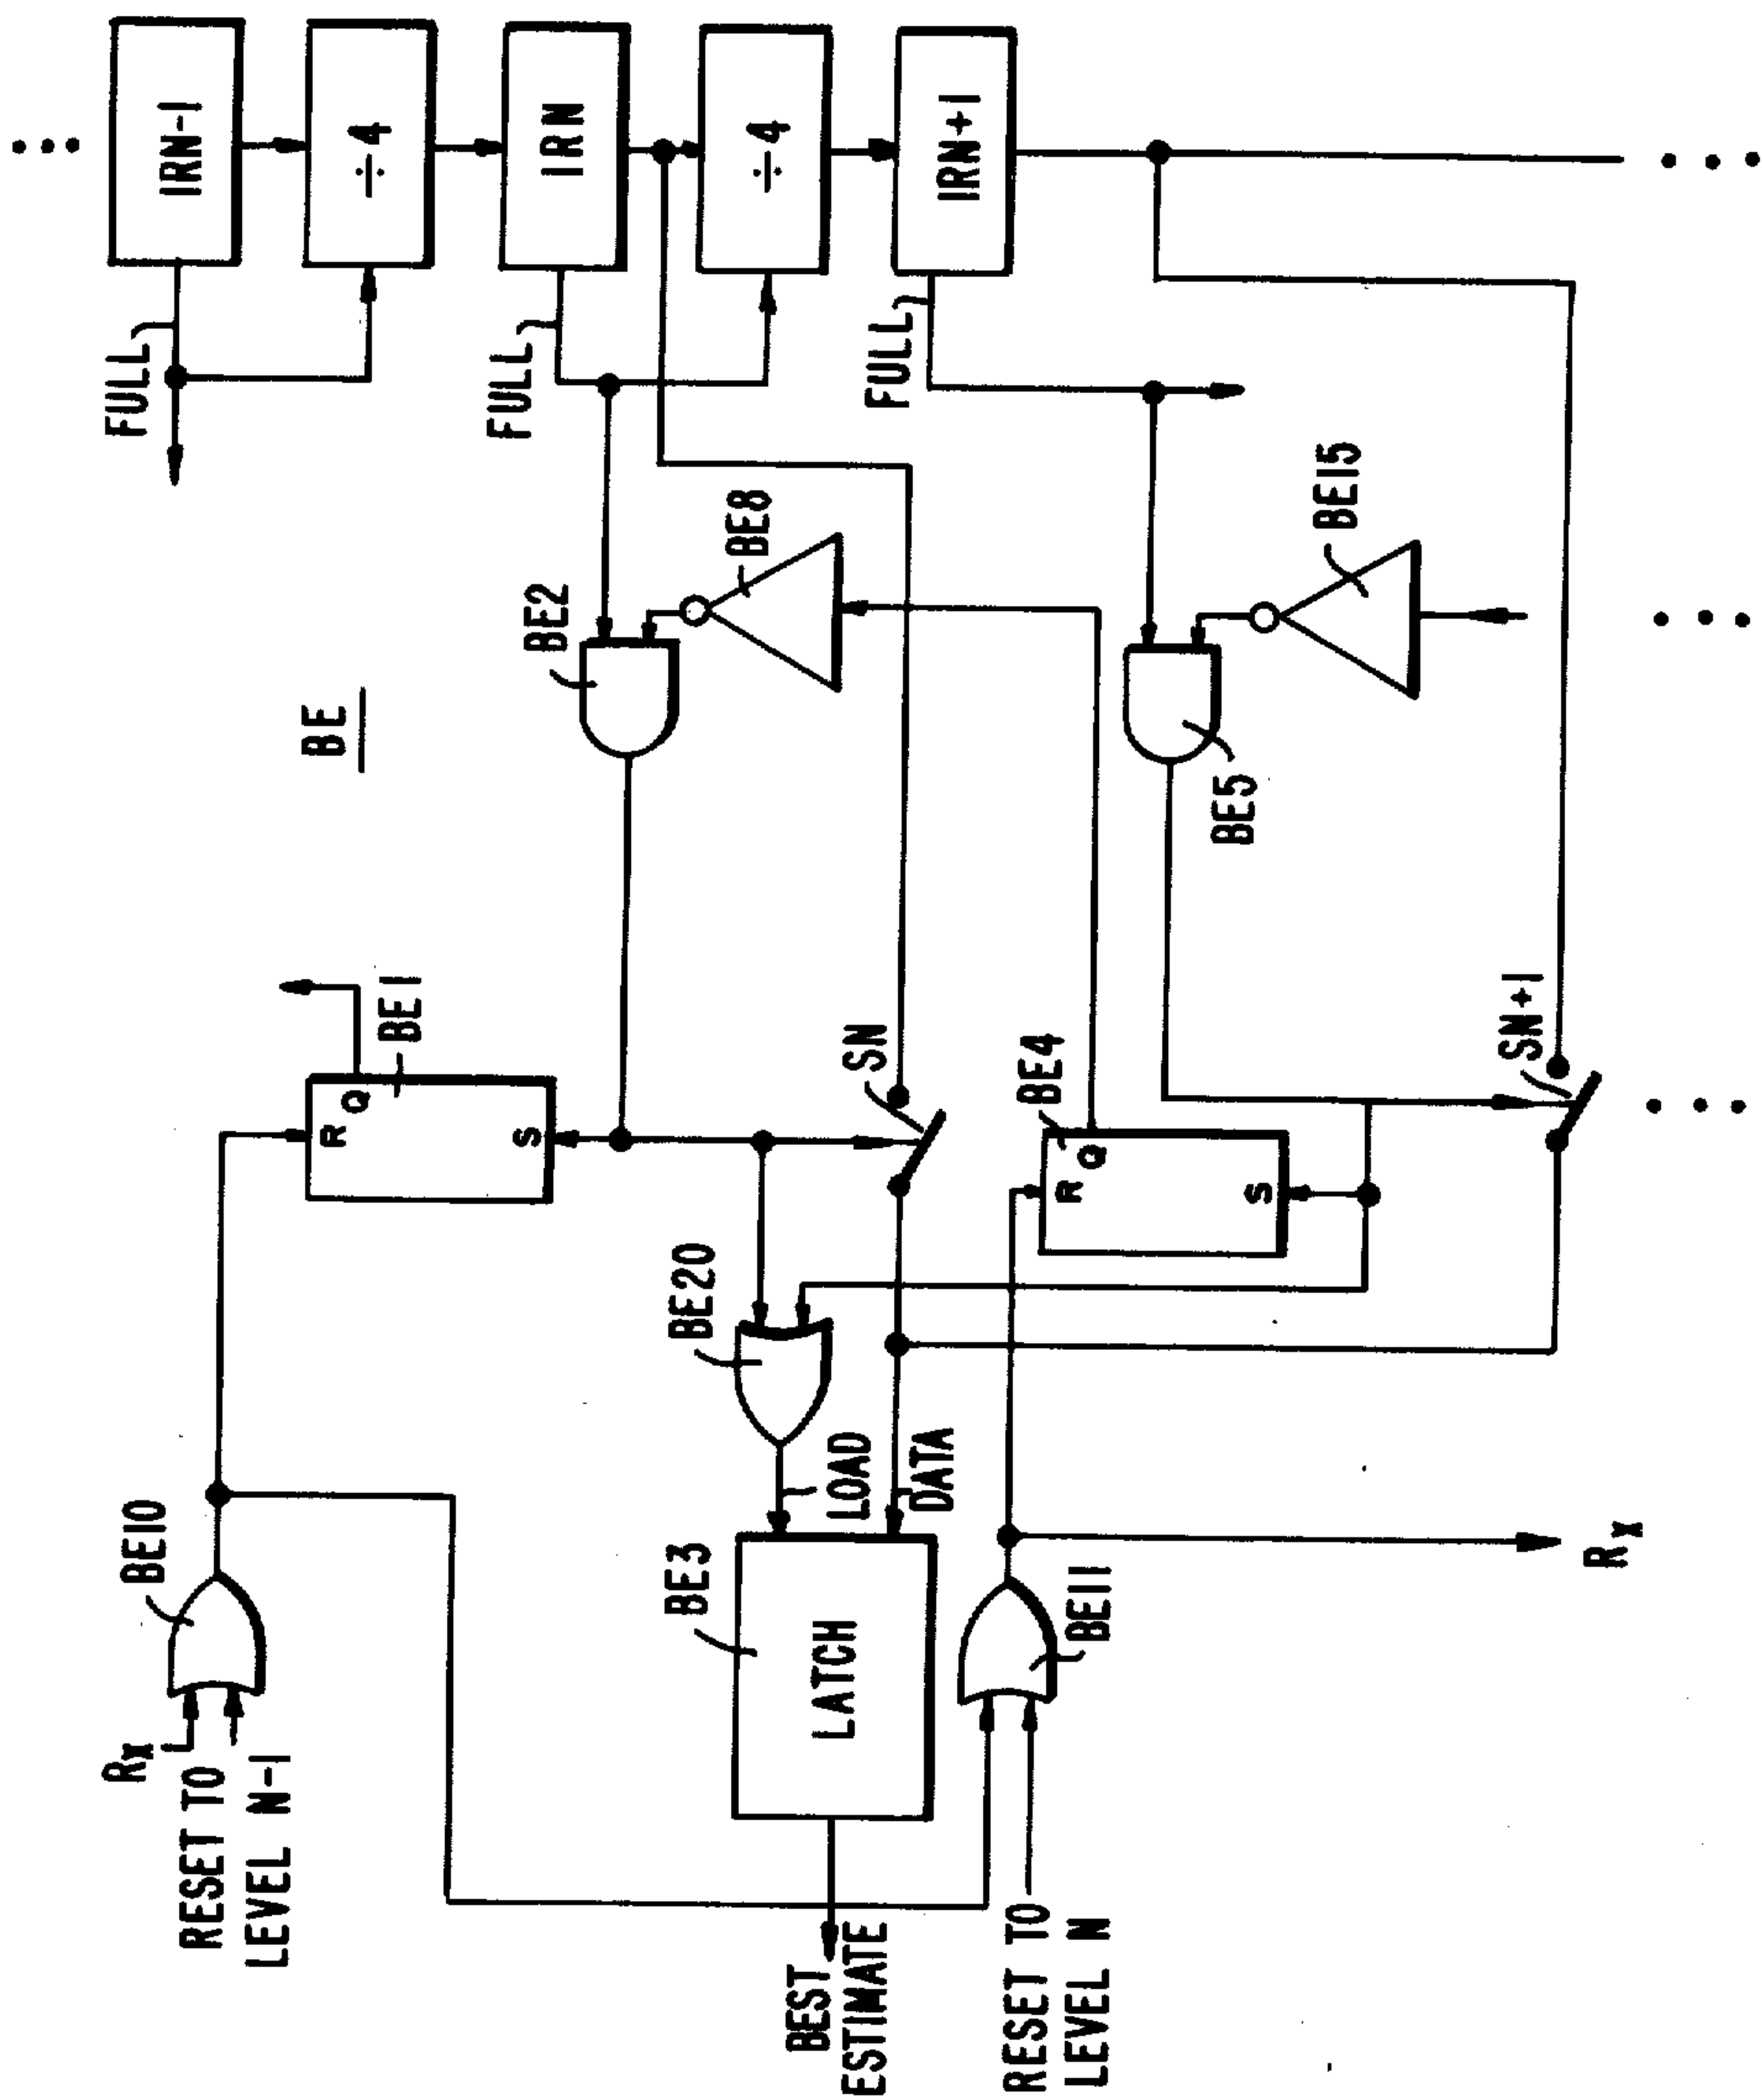 IRN-1
÷4
IRN
÷4
IRN+1
FULL
FULL
FULL
BE
BE2
BE8
BE15
BE5
BE1
R
Q
S
SN
BE4
R
Q
S
SN+1
BE20
LOAD
DATA
BE10
RX
RESET TO
LEVEL N-1
BE3
LATCH
BE11
RX
BEST
ESTIMATE
RESET TO
LEVEL N